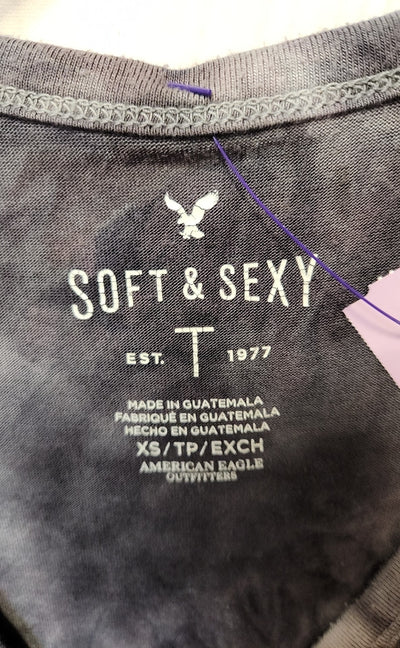 SOFT & SEXY
EST. T 1977
MADE IN GUATEMALA
FABRIQUÉ EN GUATEMALA
HECHO EN GUATEMALA
XS/TP/EXCH
AMERICAN EAGLE
OUTFITTERS